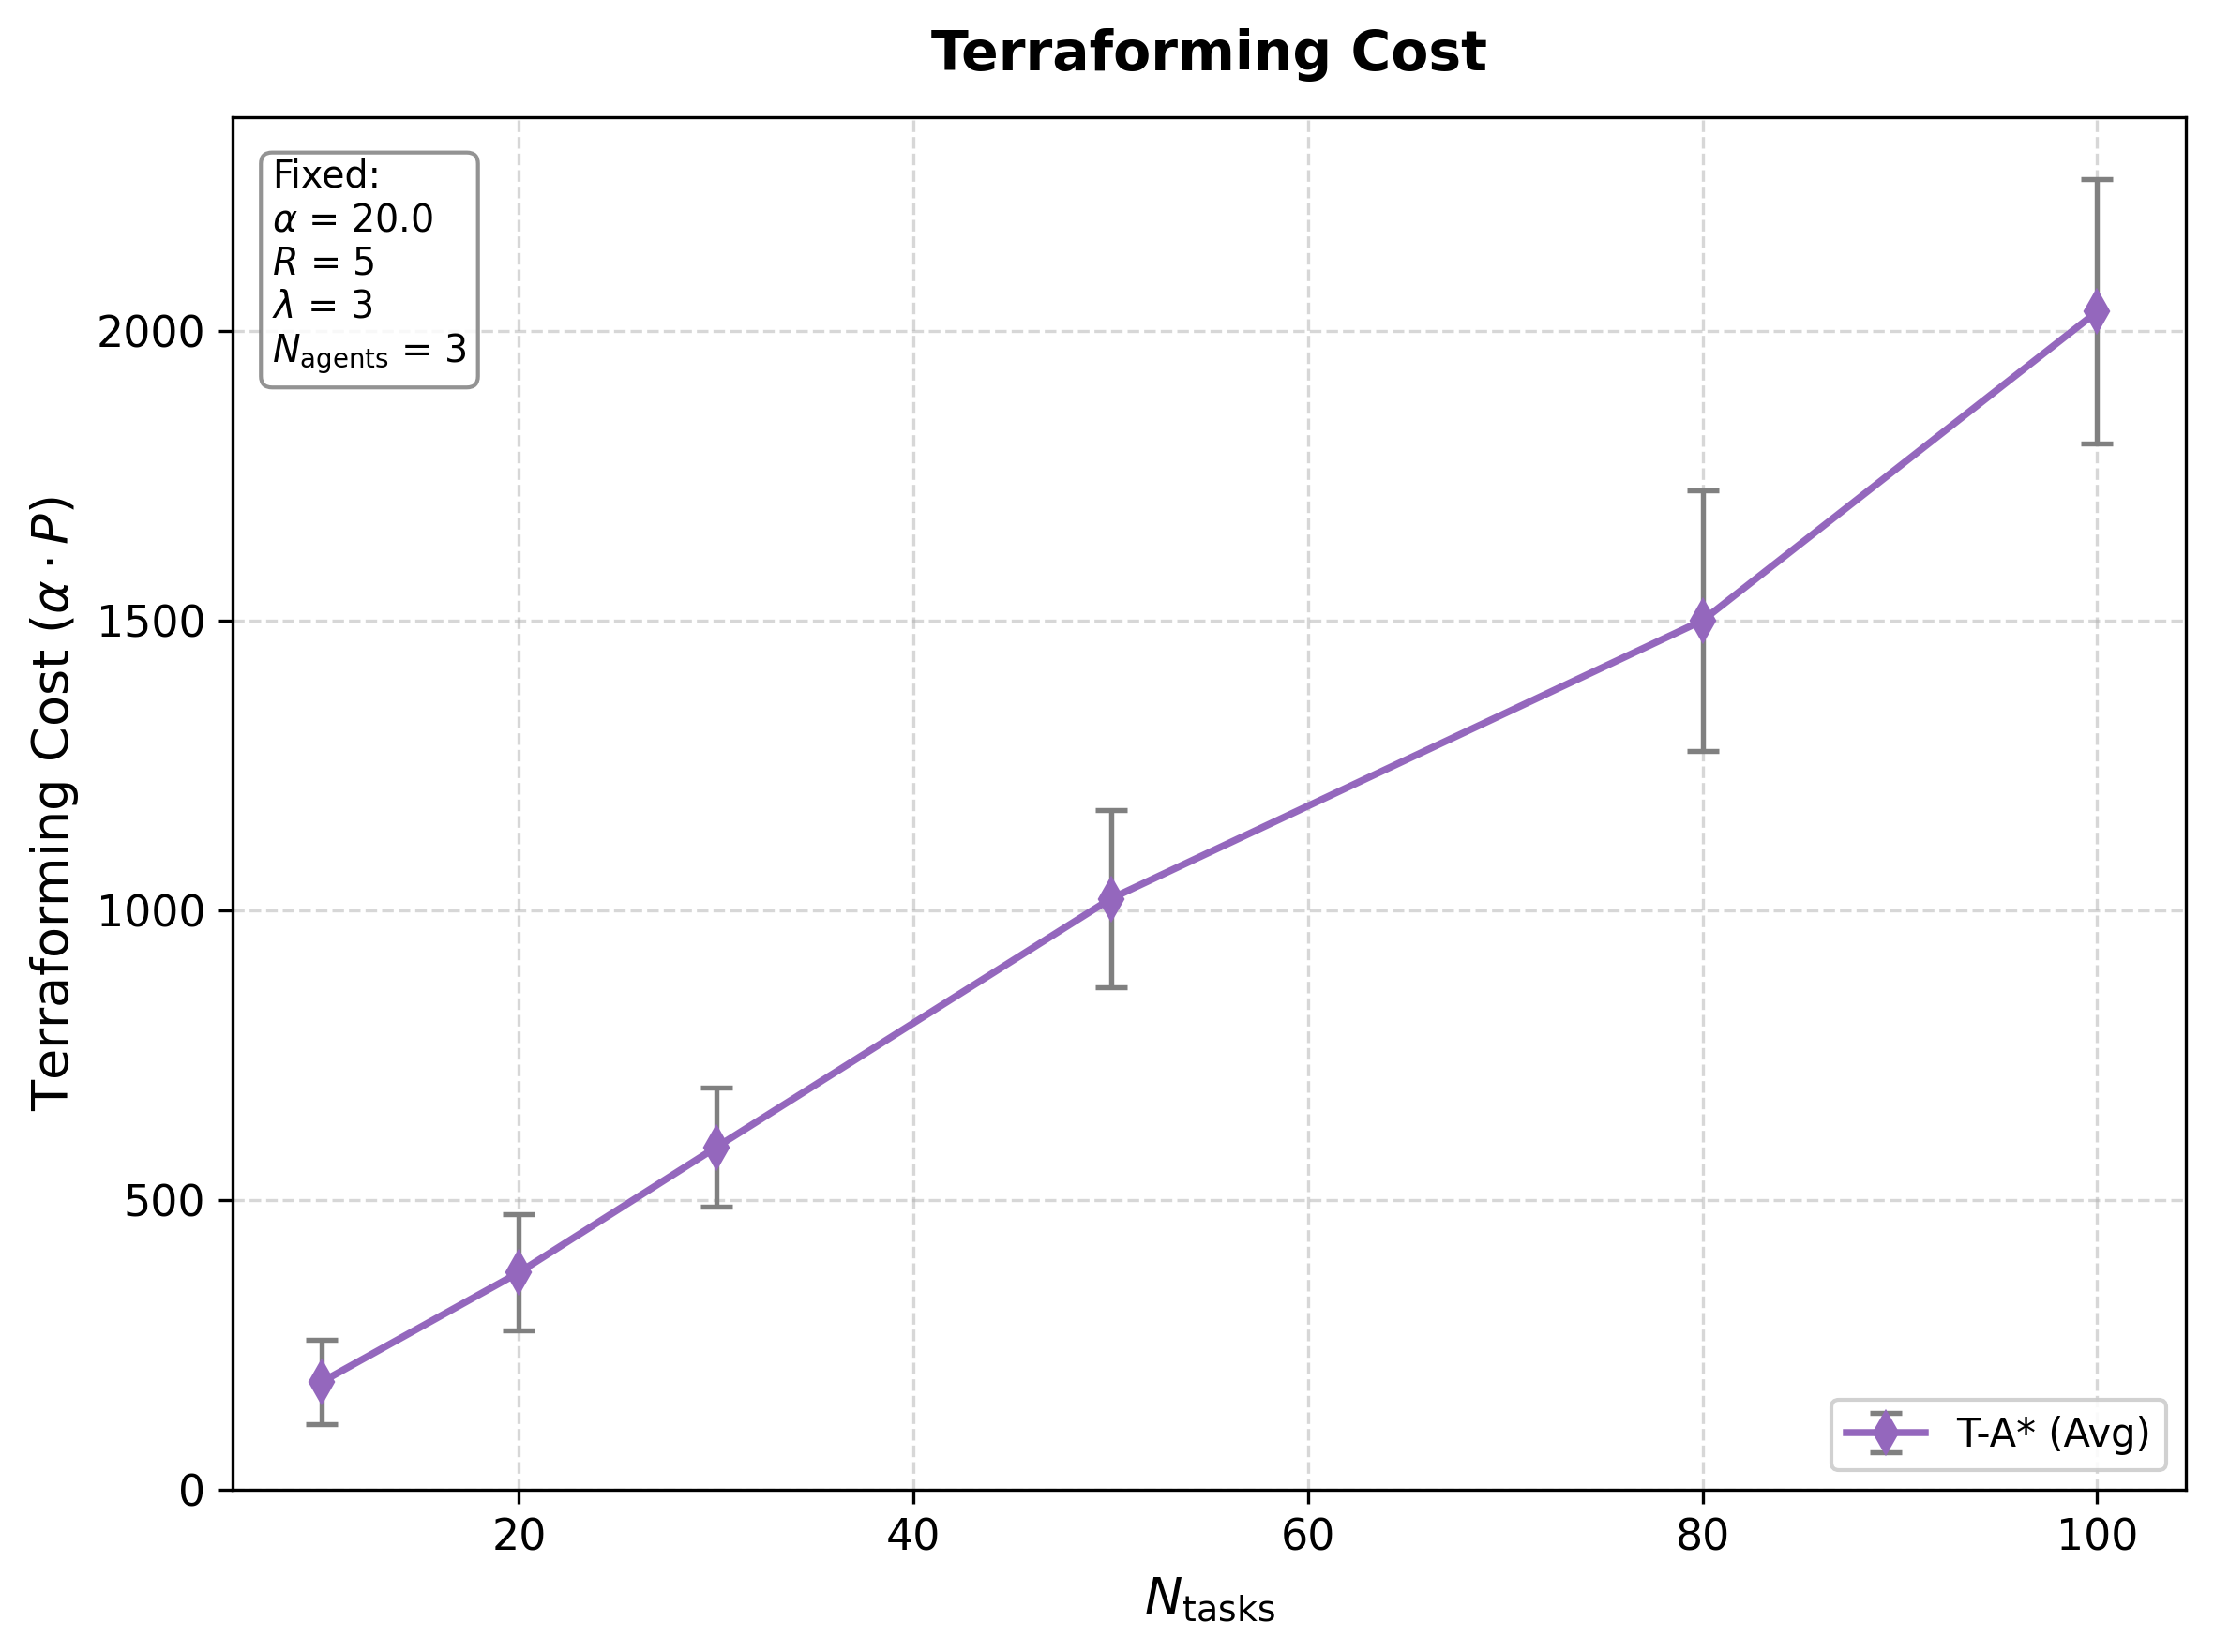 Terraforming Cost
Fixed:
α = 20.0
R = 5
λ = 3
N_agents = 3
Terraforming Cost (α · P)
2000
1500
1000
500
0
20 40 60 80 100
N_tasks
T-A* (Avg)